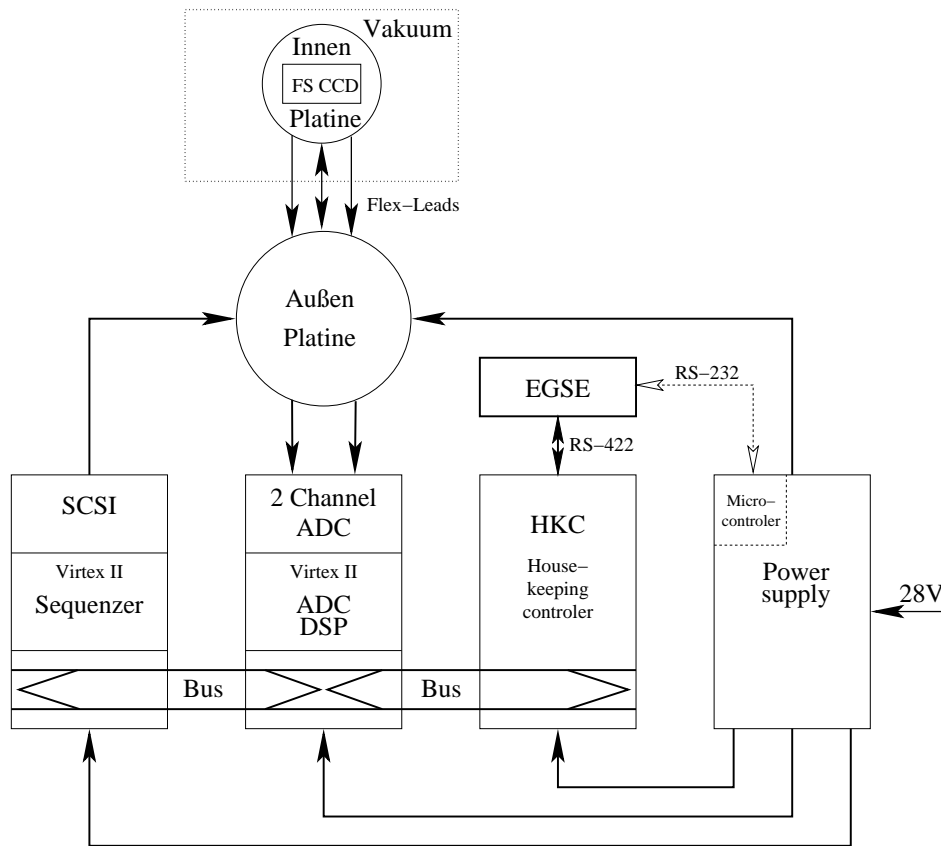 Vakuum
Innen
FS CCD
Platine
Flex−Leads
Außen
Platine
RS−232
EGSE
RS−422
SCSI
Virtex II
Sequenzer
2 Channel
ADC
Virtex II
ADC
DSP
HKC
House−
keeping
controler
Micro−
controler
Power
supply
28V
Bus
Bus